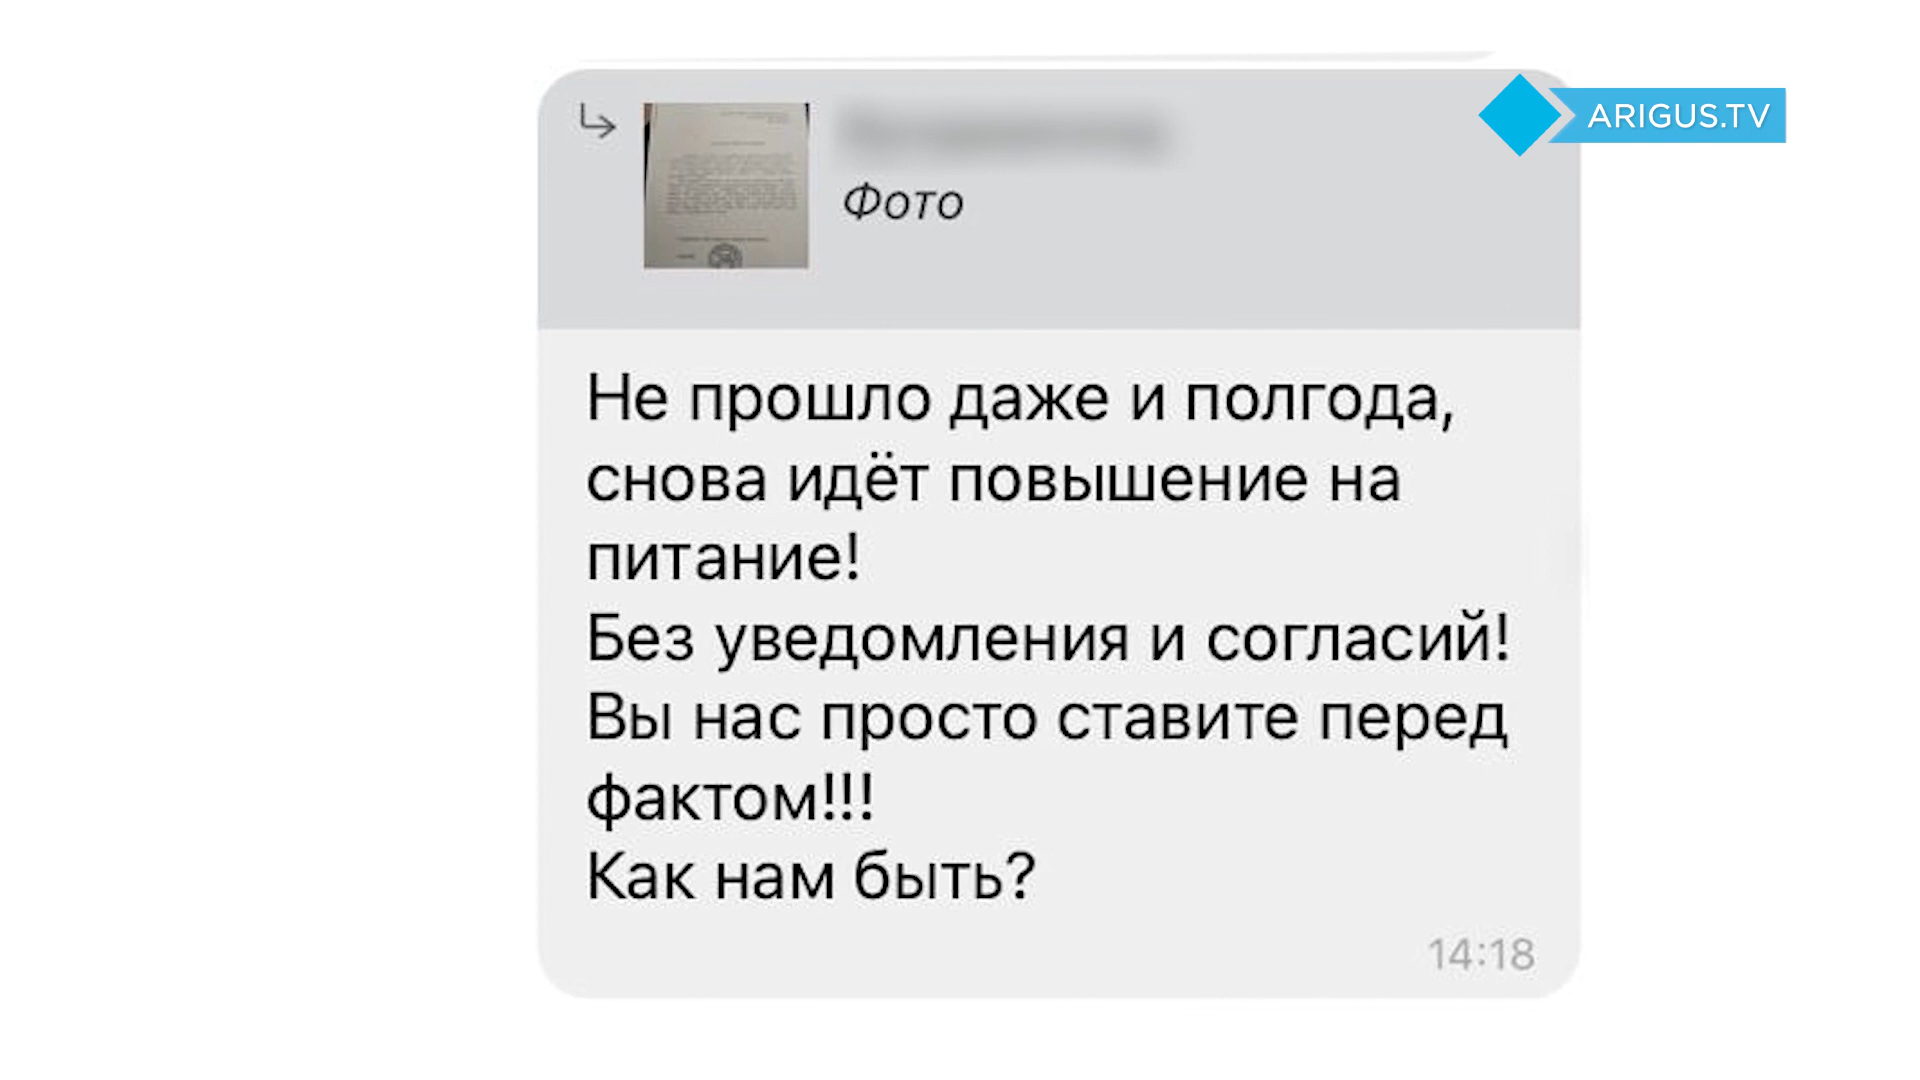 ARIGUS.TV
Фото
Не прошло даже и полгода,
снова идёт повышение на
питание!
Без уведомления и согласий!
Вы нас просто ставите перед
фактом!!!
Как нам быть?
14:18